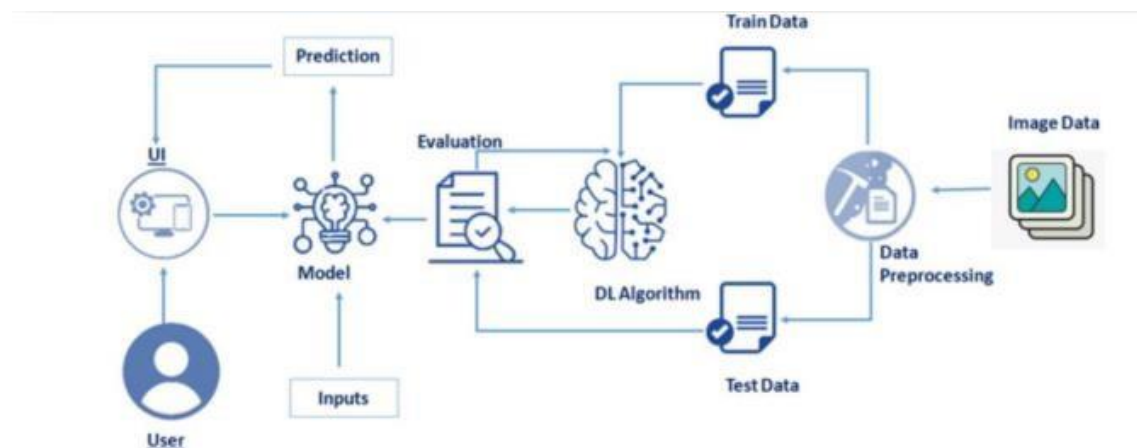 Train Data
Prediction
Image Data
Evaluation
UI
Data
Preprocessing
Model
DL Algorithm
Test Data
Inputs
User